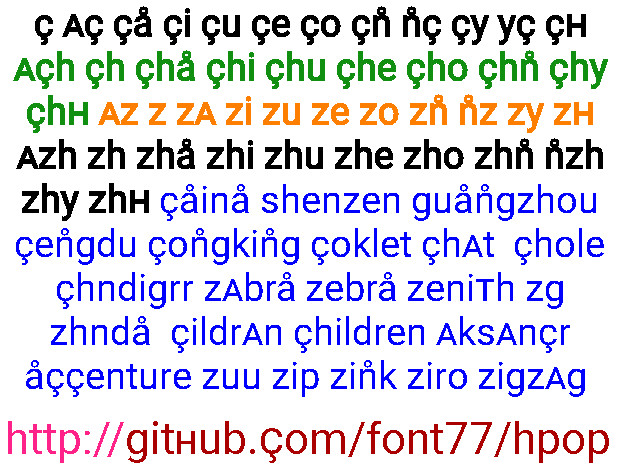 ç ᴀç çå çi çu çe ço çn̊ n̊ç çy yç çʜ
ᴀçh çh çhå çhi çhu çhe çho çhn̊ çhy
çhʜ ᴀz z zᴀ zi zu ze zo zn̊ n̊z zy zʜ
ᴀzh zh zhå zhi zhu zhe zho zhn̊ n̊zh
zhy zhʜ çåinå shenzen guån̊gzhou
çen̊gdu çon̊gkin̊g çoklet çhᴀt çhole
çhndigrr zᴀbrå zebrå zeniᴛh zg
zhndå çildrᴀn çhildren ᴀksᴀnçr
åççenture zuu zip zin̊k ziro zigzᴀg
http://gitʜub.çom/font77/hpop